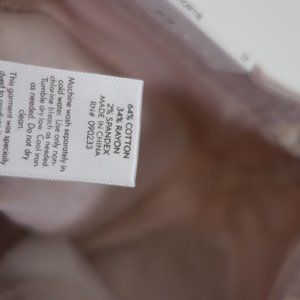 64% COTTON
34% RAYON
2% SPANDEX
MADE IN CHINA
RN# 090233
Machine wash separately in
cold water. Use only non-
chlorine bleach as needed
Tumble dry low. Cool iron
as needed. Do not dry
clean.
This garment was specially